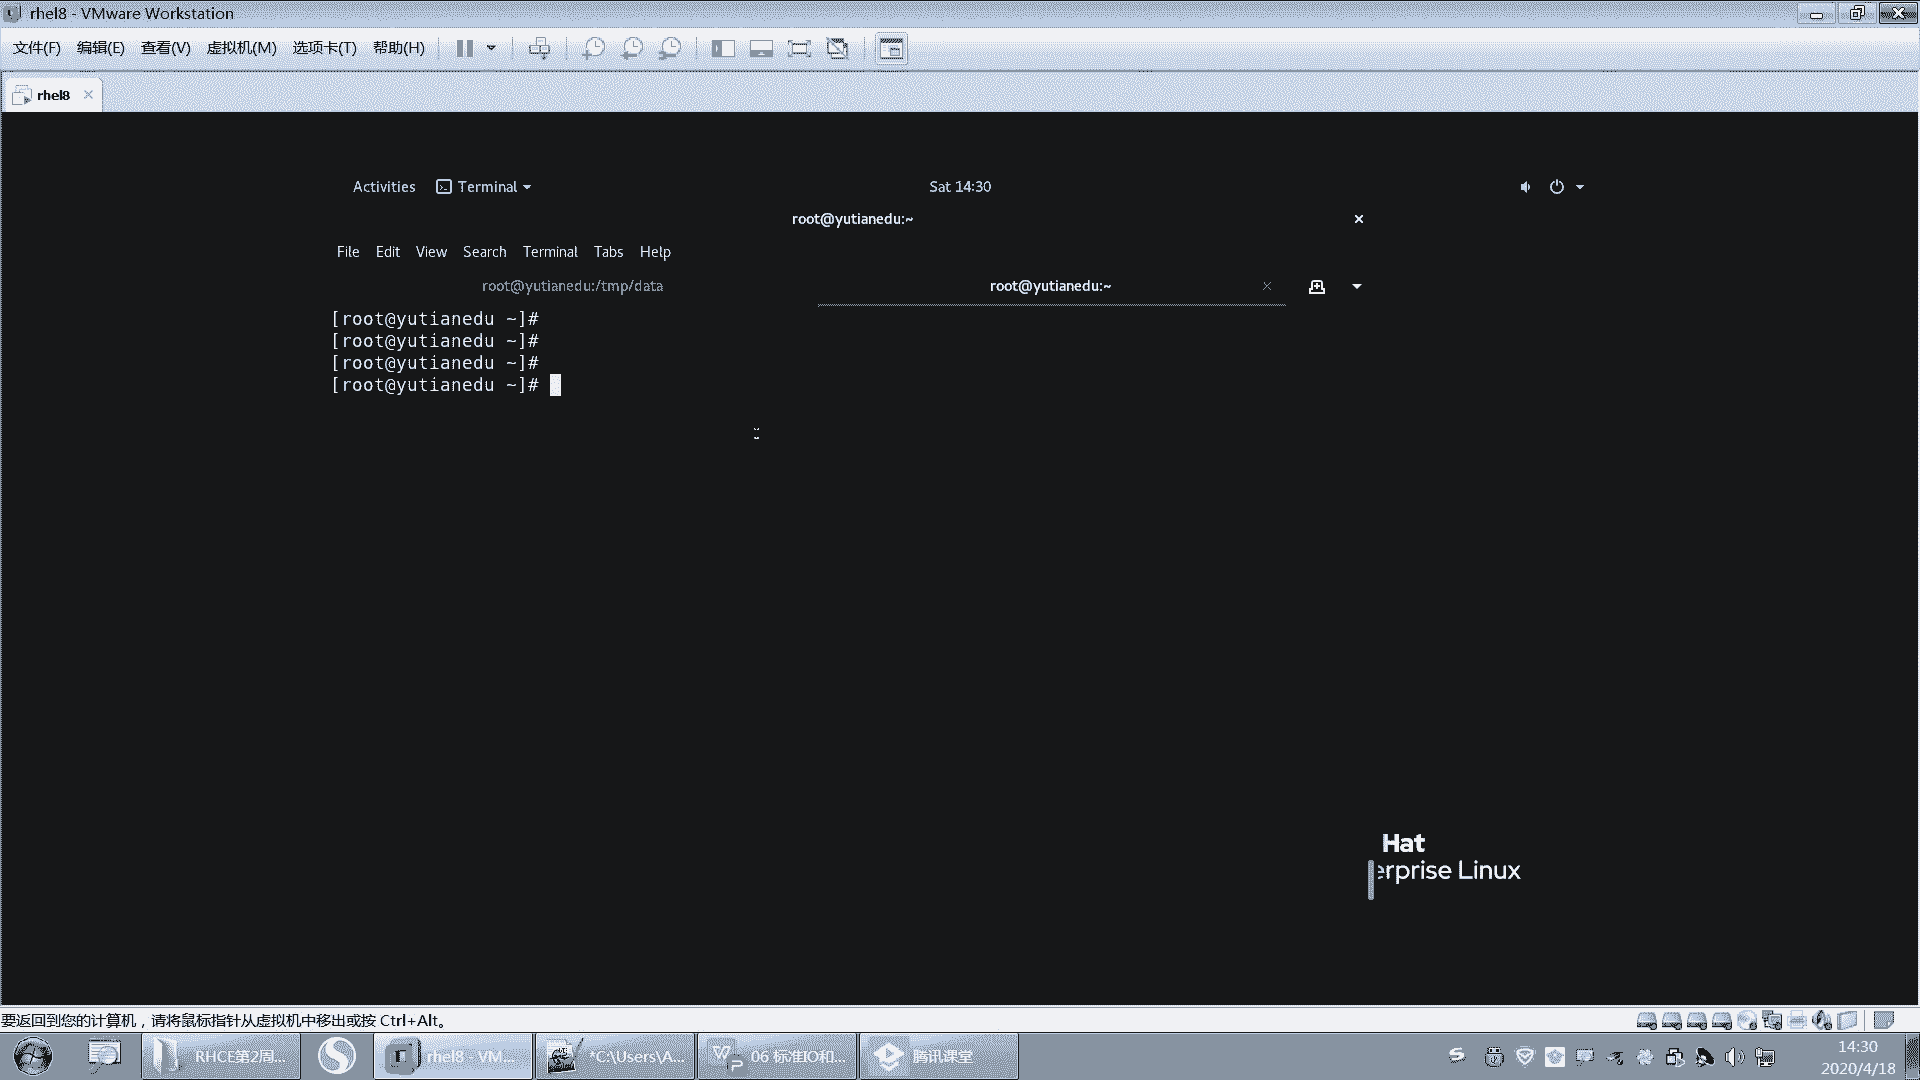 rhel8 - VMware Workstation
文件(F) 编辑(E) 查看(V) 虚拟机(M) 选项卡(T) 帮助(H)
rhel8
Activities Terminal Sat 14:30
root@yutianedu:~
File Edit View Search Terminal Tabs Help
root@yutianedu:/tmp/data root@yutianedu:~
[root@yutianedu ~]#
[root@yutianedu ~]#
[root@yutianedu ~]#
[root@yutianedu ~]#
Hat
erprise Linux
要返回到您的计算机，请将鼠标指针从虚拟机中移出或按 Ctrl+Alt。
RHCE第2周... rhel8 - VM... *C:\Users\A... 06 标准IO和... 腾讯课堂
14:30
2020/4/18